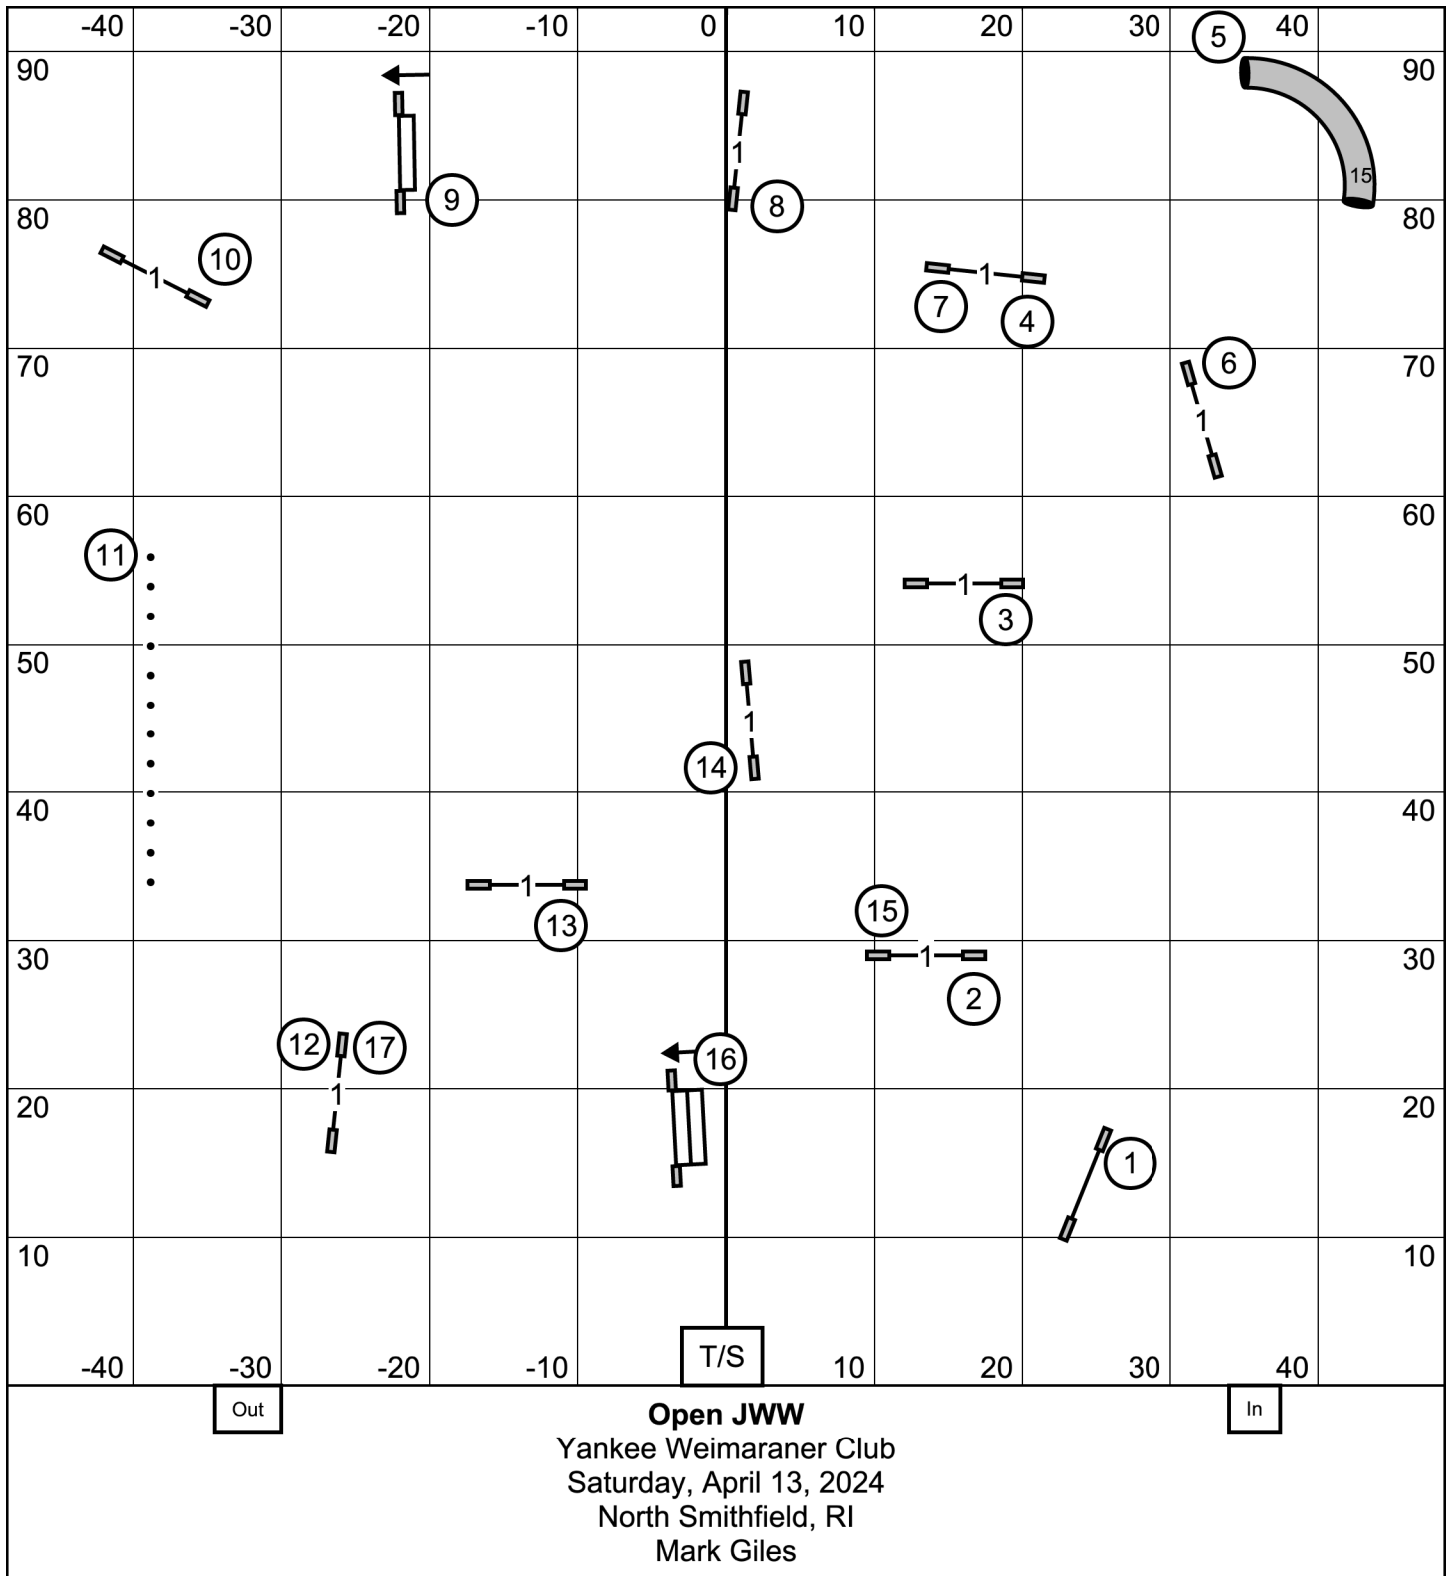 -40 -30 -20 -10 0 10 20 30 40
5
90 90
1
15
9 8
80 80
10
1
1
7 4
70 70
6
1
60 60
11
1
3
50 50
1
14
40 40
1
15
13
30 1 30
2
12 17 16
1
20 20
1
10 10
-40 -30 -20 -10 T/S 10 20 30 40
Out In
Open JWW
Yankee Weimaraner Club
Saturday, April 13, 2024
North Smithfield, RI
Mark Giles